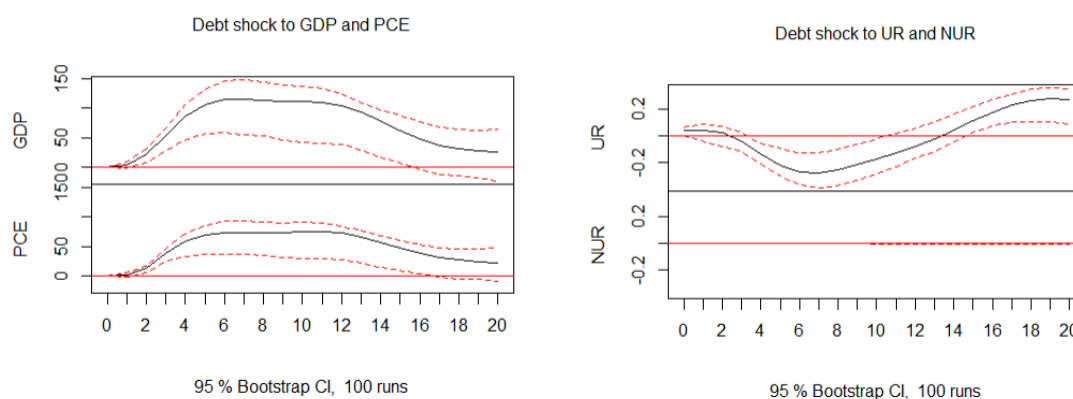 Debt shock to GDP and PCE
GDP
0 50 150
PCE
0 50 150
0 2 4 6 8 10 12 14 16 18 20
95 % Bootstrap CI, 100 runs
Debt shock to UR and NUR
UR
-0.2 0.2
NUR
-0.2 0.2
0 2 4 6 8 10 12 14 16 18 20
95 % Bootstrap CI, 100 runs